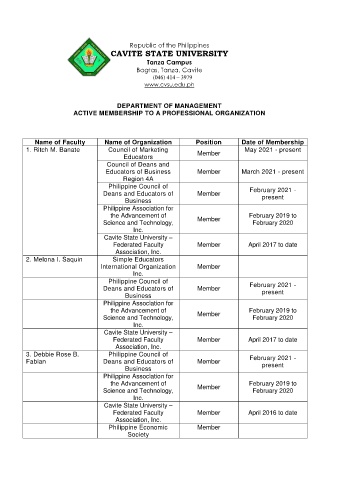 Republic of the Philippines
CAVITE STATE UNIVERSITY
Tanza Campus
Bagtas, Tanza, Cavite
(046) 414 – 3979
www.cvsu.edu.ph
DEPARTMENT OF MANAGEMENT
ACTIVE MEMBERSHIP TO A PROFESSIONAL ORGANIZATION
Name of Faculty Name of Organization Position Date of Membership
1. Ritch M. Banate Council of Marketing Educators Member May 2021 - present
Council of Deans and Educators of Business Region 4A Member March 2021 - present
Philippine Council of Deans and Educators of Business Member February 2021 - present
Philippine Association for the Advancement of Science and Technology, Inc. Member February 2019 to February 2020
Cavite State University – Federated Faculty Association, Inc. Member April 2017 to date
2. Melona I. Saquin Simple Educators International Organization Inc. Member
Philippine Council of Deans and Educators of Business Member February 2021 - present
Philippine Association for the Advancement of Science and Technology, Inc. Member February 2019 to February 2020
Cavite State University – Federated Faculty Association, Inc. Member April 2017 to date
3. Debbie Rose B. Fabian Philippine Council of Deans and Educators of Business Member February 2021 - present
Philippine Association for the Advancement of Science and Technology, Inc. Member February 2019 to February 2020
Cavite State University – Federated Faculty Association, Inc. Member April 2016 to date
Philippine Economic Society Member